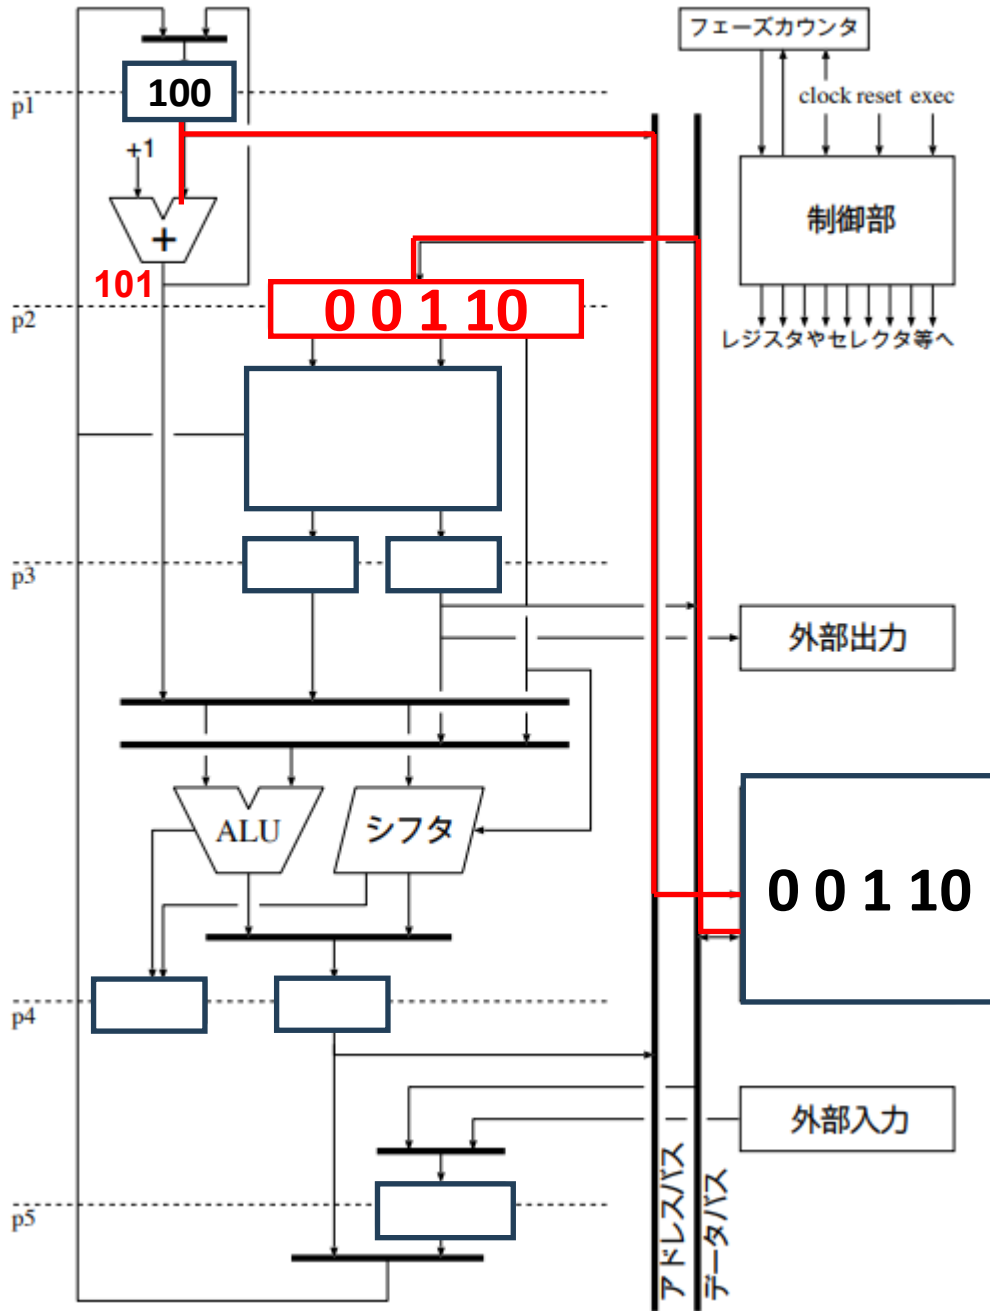 フェーズカウンタ
p1
100
clock reset exec
+1
制御部
+
101
p2
0 0 1 10
レジスタやセレクタ等へ
p3
外部出力
ALU
シフタ
0 0 1 10
p4
外部入力
アドレスバス
データバス
p5